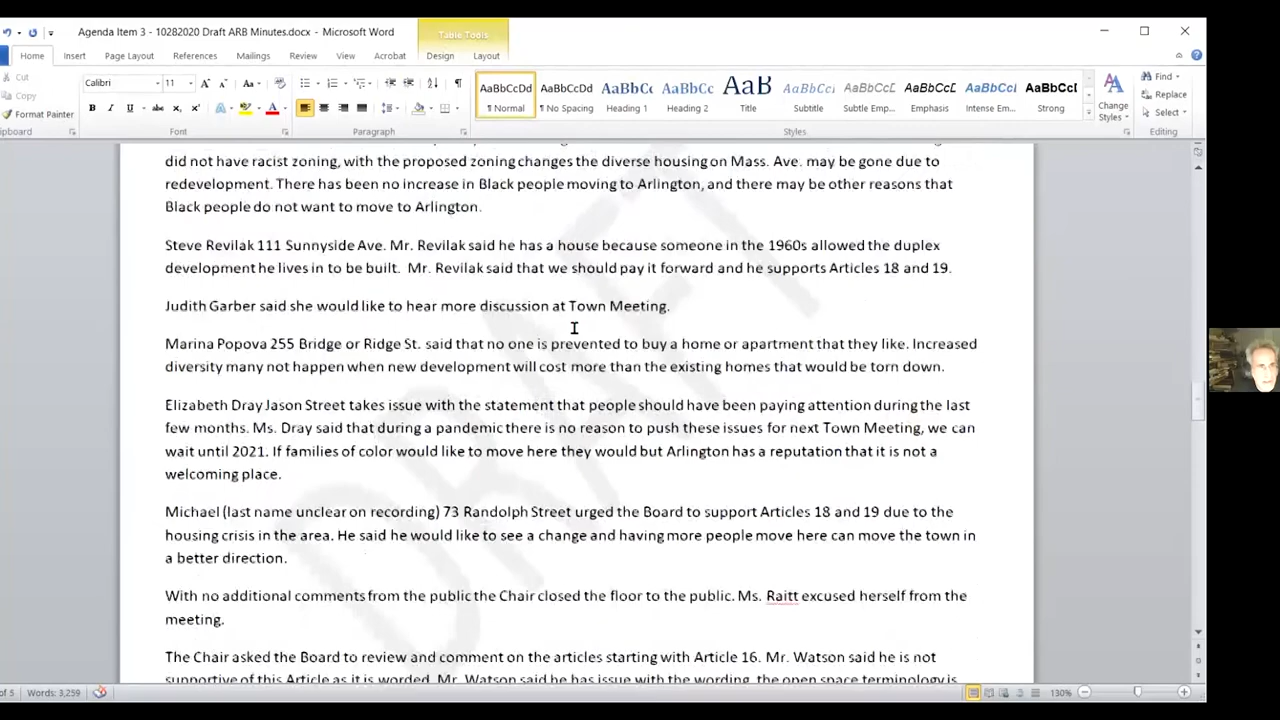 Agenda Item 3 - 10282020 Draft ARB Minutes.docx - Microsoft Word
Table Tools
Home Insert Page Layout References Mailings Review View Acrobat Design Layout
Cut
Copy
Format Painter
Calibri 11
AaBbCcDd AaBbCcDd AaBbCc AaBbCc AaB AaBbCcI AaBbCcDd AaBbCcDd AaBbCcI AaBbCcL
¶ Normal ¶ No Spacing Heading 1 Heading 2 Title Subtitle Subtle Emp... Emphasis Intense Em... Strong
Change
Styles
Find
Replace
Select
lipboard Font Paragraph Styles Editing
did not have racist zoning, with the proposed zoning changes the diverse housing on Mass. Ave. may be gone due to
redevelopment. There has been no increase in Black people moving to Arlington, and there may be other reasons that
Black people do not want to move to Arlington.
Steve Revilak 111 Sunnyside Ave. Mr. Revilak said he has a house because someone in the 1960s allowed the duplex
development he lives in to be built. Mr. Revilak said that we should pay it forward and he supports Articles 18 and 19.
Judith Garber said she would like to hear more discussion at Town Meeting.
Marina Popova 255 Bridge or Ridge St. said that no one is prevented to buy a home or apartment that they like. Increased
diversity many not happen when new development will cost more than the existing homes that would be torn down.
Elizabeth Dray Jason Street takes issue with the statement that people should have been paying attention during the last
few months. Ms. Dray said that during a pandemic there is no reason to push these issues for next Town Meeting, we can
wait until 2021. If families of color would like to move here they would but Arlington has a reputation that it is not a
welcoming place.
Michael (last name unclear on recording) 73 Randolph Street urged the Board to support Articles 18 and 19 due to the
housing crisis in the area. He said he would like to see a change and having more people move here can move the town in
a better direction.
With no additional comments from the public the Chair closed the floor to the public. Ms. Raitt excused herself from the
meeting.
The Chair asked the Board to review and comment on the articles starting with Article 16. Mr. Watson said he is not
supportive of this Article as it is worded. Mr. Watson said he has issue with the wording, the open space terminology is
DRAFT
of 5 Words: 3,259 130%